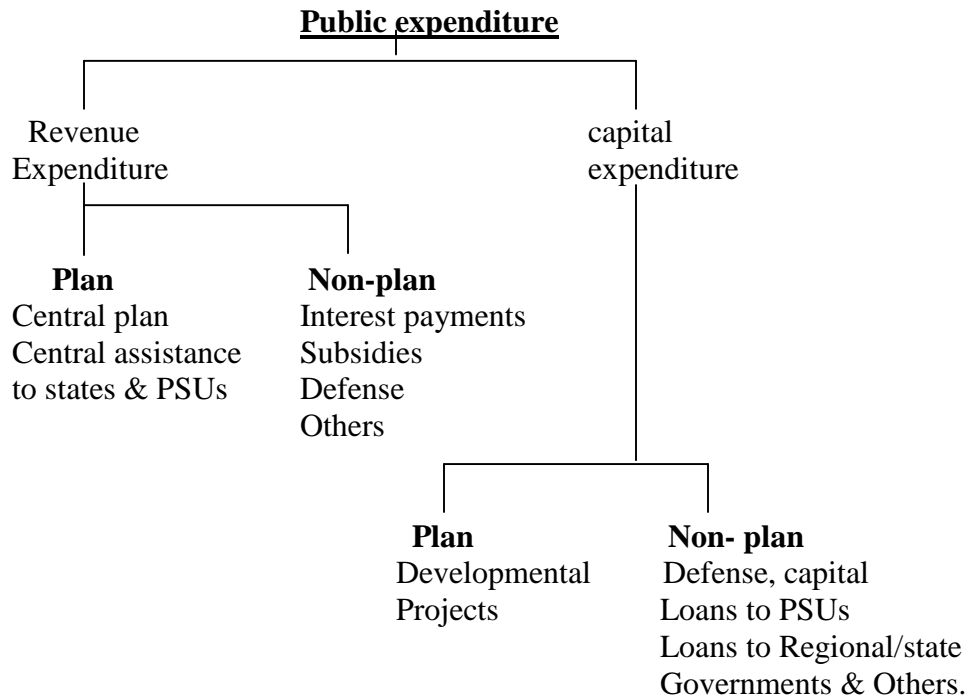 Public expenditure
Revenue
Expenditure
capital
expenditure
Plan
Central plan
Central assistance
to states & PSUs
Non-plan
Interest payments
Subsidies
Defense
Others
Plan
Developmental
Projects
Non- plan
Defense, capital
Loans to PSUs
Loans to Regional/state
Governments & Others.